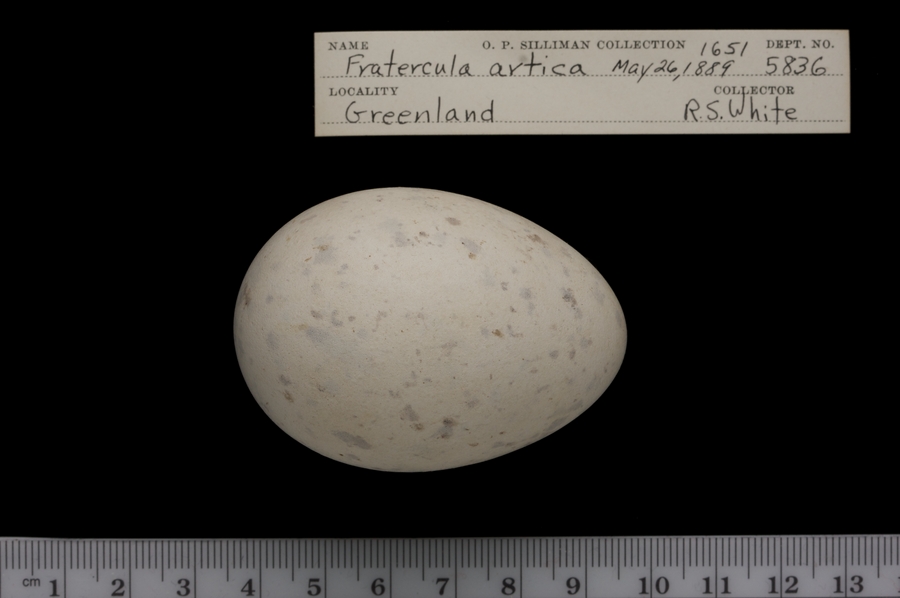 NAME O. P. SILLIMAN COLLECTION 1651 DEPT. NO.
Fratercula artica May 26, 1889 5836
LOCALITY COLLECTOR
Greenland R.S. White
cm 1 2 3 4 5 6 7 8 9 10 11 12 13